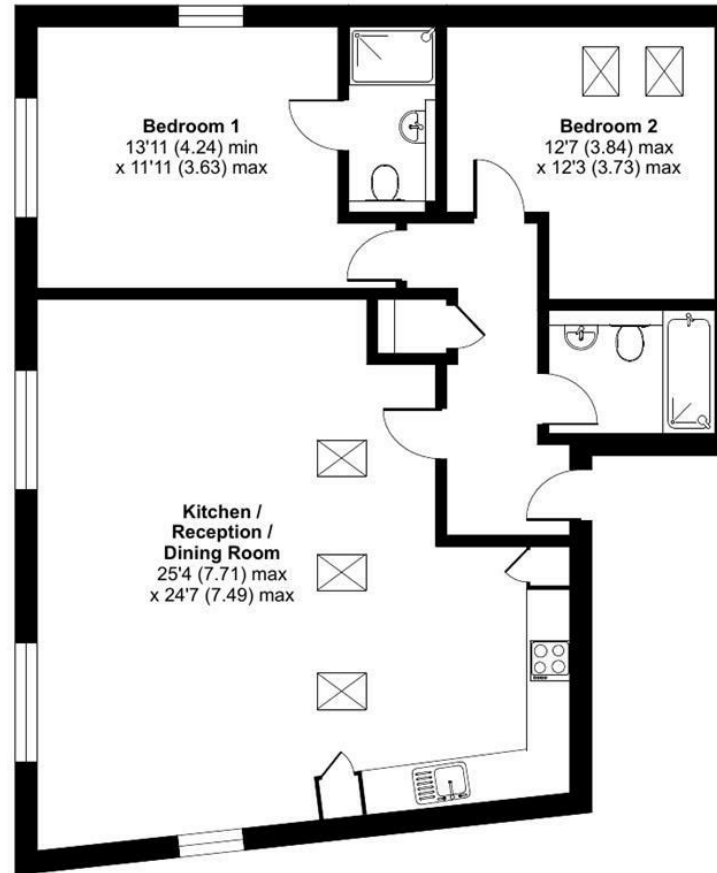 Bedroom 1
13'11 (4.24) min
x 11'11 (3.63) max
Bedroom 2
12'7 (3.84) max
x 12'3 (3.73) max
Kitchen /
Reception /
Dining Room
25'4 (7.71) max
x 24'7 (7.49) max